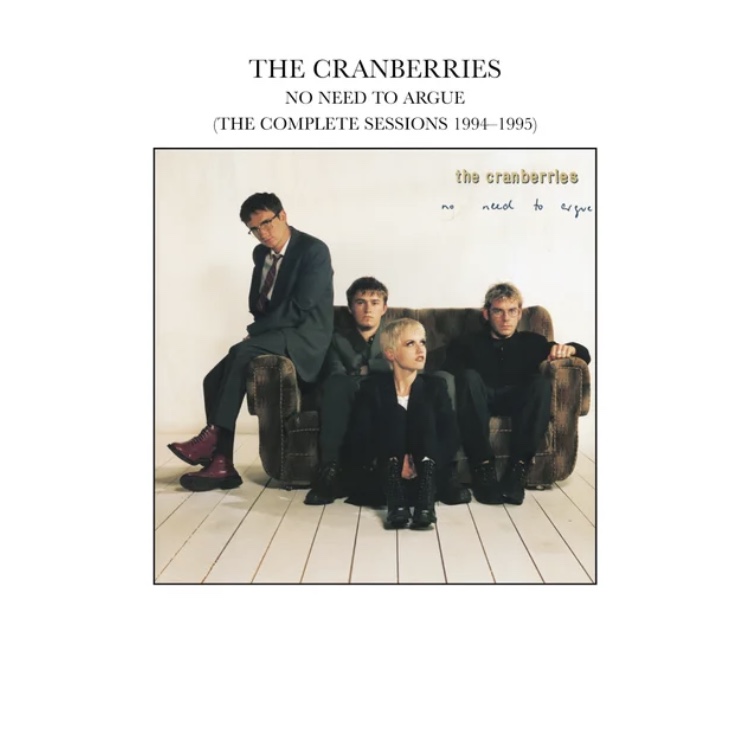 THE CRANBERRIES
NO NEED TO ARGUE
(THE COMPLETE SESSIONS 1994–1995)
the cranberries
no need to argue